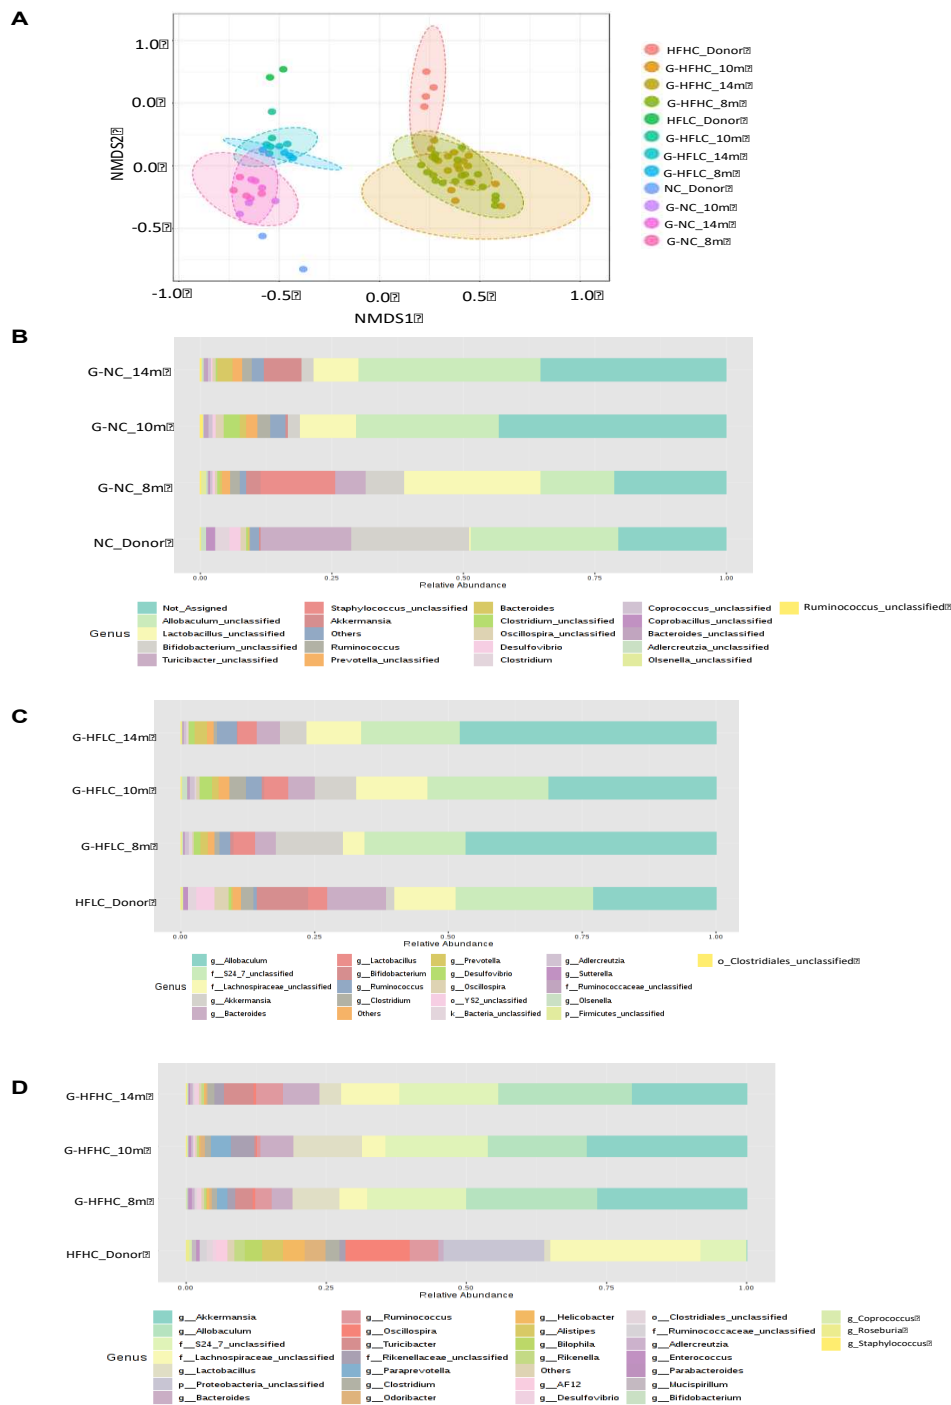 A
1.0
0.0
0.0
-0.5
NMDS2
-1.0
-0.5
0.0
0.5
1.0
NMDS1
HFHC_Donor
G-HFHC_10m
G-HFHC_14m
G-HFHC_8m
HFLC_Donor
G-HFLC_10m
G-HFLC_14m
G-HFLC_8m
NC_Donor
G-NC_10m
G-NC_14m
G-NC_8m
B
G-NC_14m
G-NC_10m
G-NC_8m
NC_Donor
0.00 0.25 0.50 0.75 1.00
Relative Abundance
Genus
Not_Assigned
Allobaculum_unclassified
Lactobacillus_unclassified
Bifidobacterium_unclassified
Turicibacter_unclassified
Staphylococcus_unclassified
Akkermansia
Others
Ruminococcus
Prevotella_unclassified
Bacteroides
Clostridium_unclassified
Oscillospira_unclassified
Desulfovibrio
Clostridium
Coprococcus_unclassified
Coprobacillus_unclassified
Bacteroides_unclassified
Adlercreutzia_unclassified
Olsenella_unclassified
Ruminococcus_unclassified
C
G-HFLC_14m
G-HFLC_10m
G-HFLC_8m
HFLC_Donor
0.00 0.25 0.50 0.75 1.00
Relative Abundance
Genus
g__Allobaculum
f__S24_7_unclassified
f__Lachnospiraceae_unclassified
g__Akkermansia
g__Bacteroides
g__Lactobacillus
g__Bifidobacterium
g__Ruminococcus
g__Clostridium
Others
g__Prevotella
g__Desulfovibrio
g__Oscillospira
o__YS2_unclassified
k__Bacteria_unclassified
g__Adlercreutzia
g__Sutterella
f__Ruminococcaceae_unclassified
g__Olsenella
p__Firmicutes_unclassified
o_Clostridiales_unclassified
D
G-HFHC_14m
G-HFHC_10m
G-HFHC_8m
HFHC_Donor
0.00 0.25 0.50 0.75 1.00
Relative Abundance
Genus
g__Akkermansia
g__Allobaculum
f__S24_7_unclassified
f__Lachnospiraceae_unclassified
g__Lactobacillus
p__Proteobacteria_unclassified
g__Bacteroides
g__Ruminococcus
g__Oscillospira
g__Turicibacter
f__Rikenellaceae_unclassified
g__Paraprevotella
g__Clostridium
g__Odoribacter
g__Helicobacter
g__Alistipes
g__Bilophila
g__Rikenella
Others
g__AF12
g__Desulfovibrio
o__Clostridiales_unclassified
f__Ruminococcaceae_unclassified
g__Adlercreutzia
g__Enterococcus
g__Parabacteroides
g__Mucispirillum
g__Bifidobacterium
g_Coprococcus
g_Roseburia
g_Staphylococcus